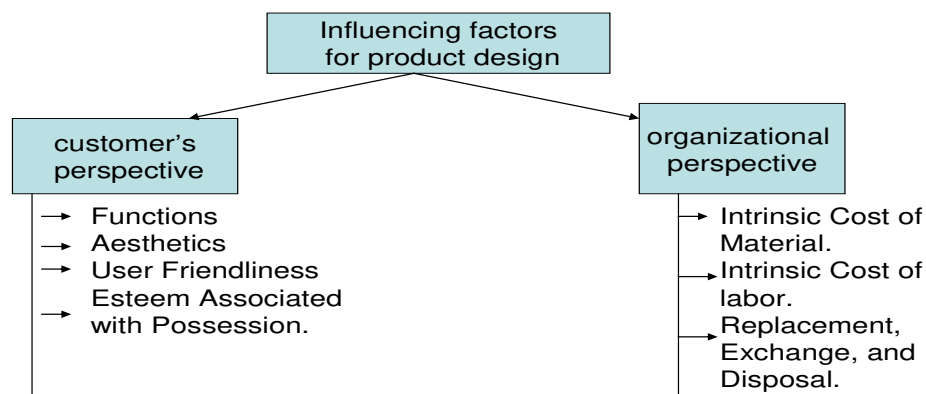 Influencing factors
for product design
customer's
perspective
Functions
Aesthetics
User Friendliness
Esteem Associated
with Possession.
organizational
perspective
Intrinsic Cost of
Material.
Intrinsic Cost of
labor.
Replacement,
Exchange, and
Disposal.